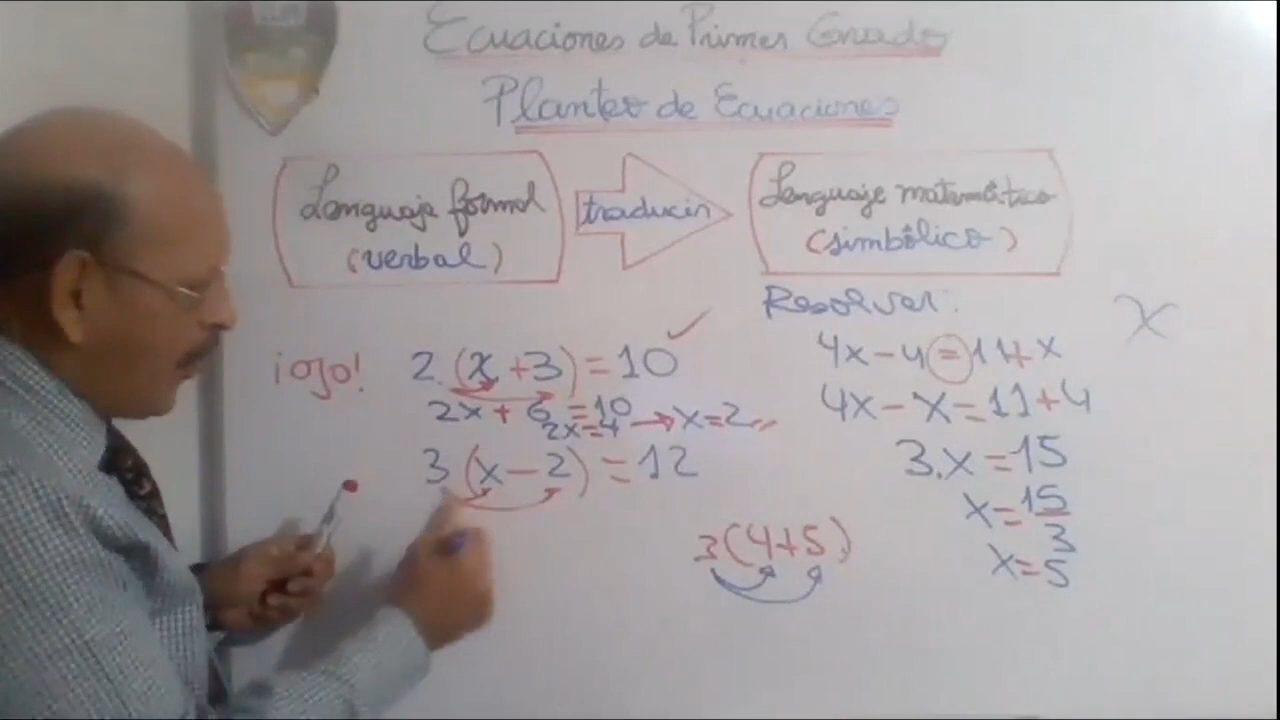 Ecuaciones de Primer Grado
Planteo de Ecuaciones
Lenguaje formal
(verbal)
traducir
Lenguaje matemático
(simbólico)
Resolver:
x
¡Ojo! 2.(x+3)=10
2x+6=10
2x=4→x=2
3(x-2)=12
3(4+5)
4x-4=11+x
4x-x=11+4
3.x=15
x=15/3
x=5